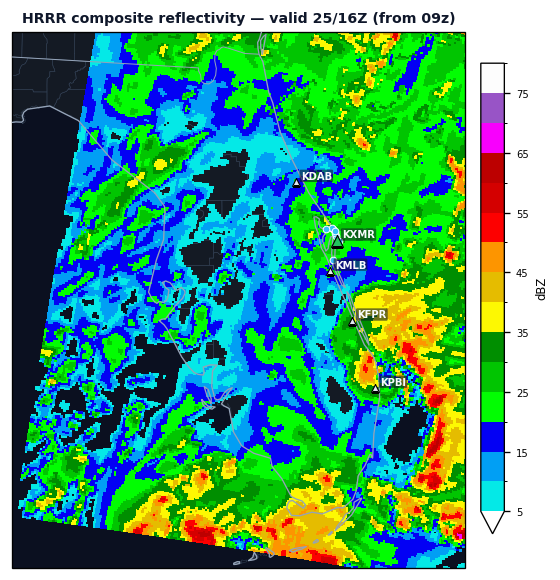 HRRR composite reflectivity — valid 25/16Z (from 09z)
75
65
55
45
35
25
15
5
dBZ
KDAB
KXMR
KMLB
KFPR
KPBI